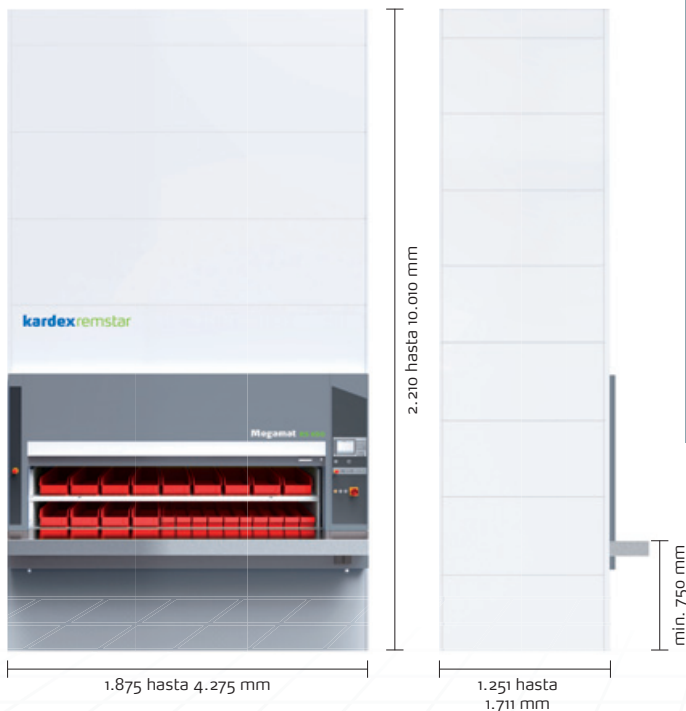 kardexremstar
Megamat
2.210 hasta 10.010 mm
min. 750 mm
1.875 hasta 4.275 mm
1.251 hasta
1.711 mm